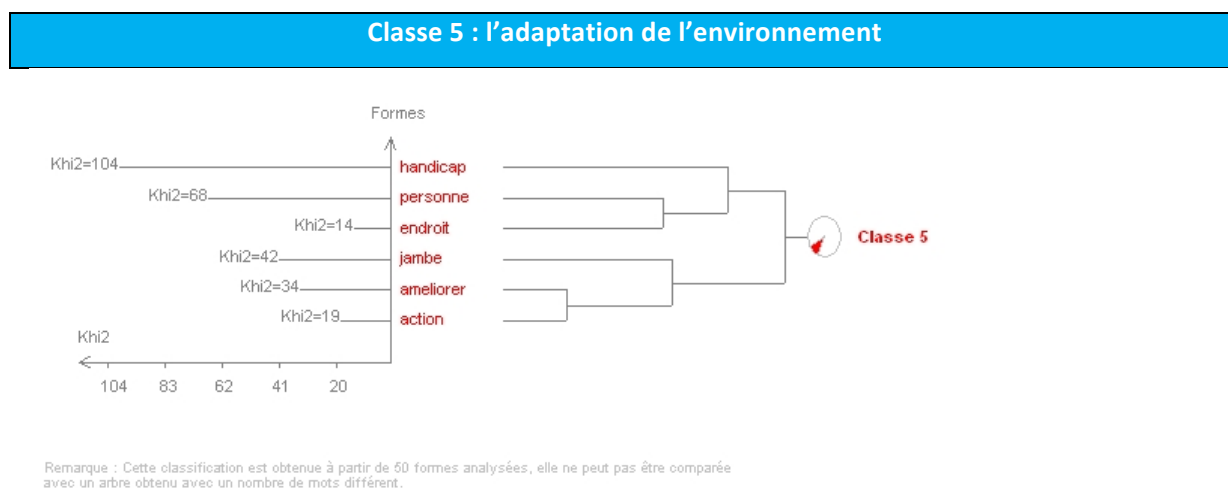 Classe 5 : l’adaptation de l’environnement
Formes
Khi2=104 handicap
Khi2=68 personne
Khi2=14 endroit
Khi2=42 jambe
Khi2=34 ameliorer
Khi2=19 action
Classe 5
Khi2
104 83 62 41 20
Remarque : Cette classification est obtenue à partir de 50 formes analysées, elle ne peut pas être comparée
avec un arbre obtenu avec un nombre de mots différent.